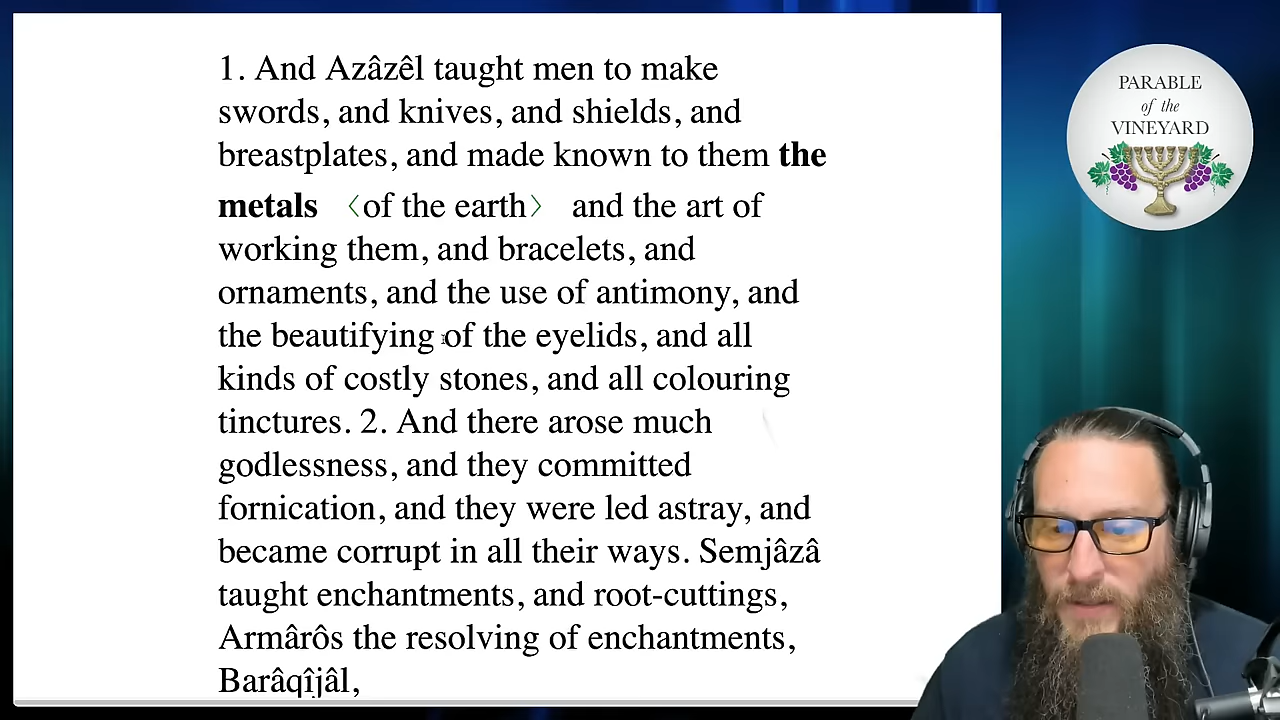 1. And Azâzêl taught men to make
swords, and knives, and shields, and
breastplates, and made known to them the
metals 〈of the earth〉 and the art of
working them, and bracelets, and
ornaments, and the use of antimony, and
the beautifying of the eyelids, and all
kinds of costly stones, and all colouring
tinctures. 2. And there arose much
godlessness, and they committed
fornication, and they were led astray, and
became corrupt in all their ways. Semjâzâ
taught enchantments, and root-cuttings,
Armârôs the resolving of enchantments,
Barâqîjâl,
PARABLE
of the
VINEYARD